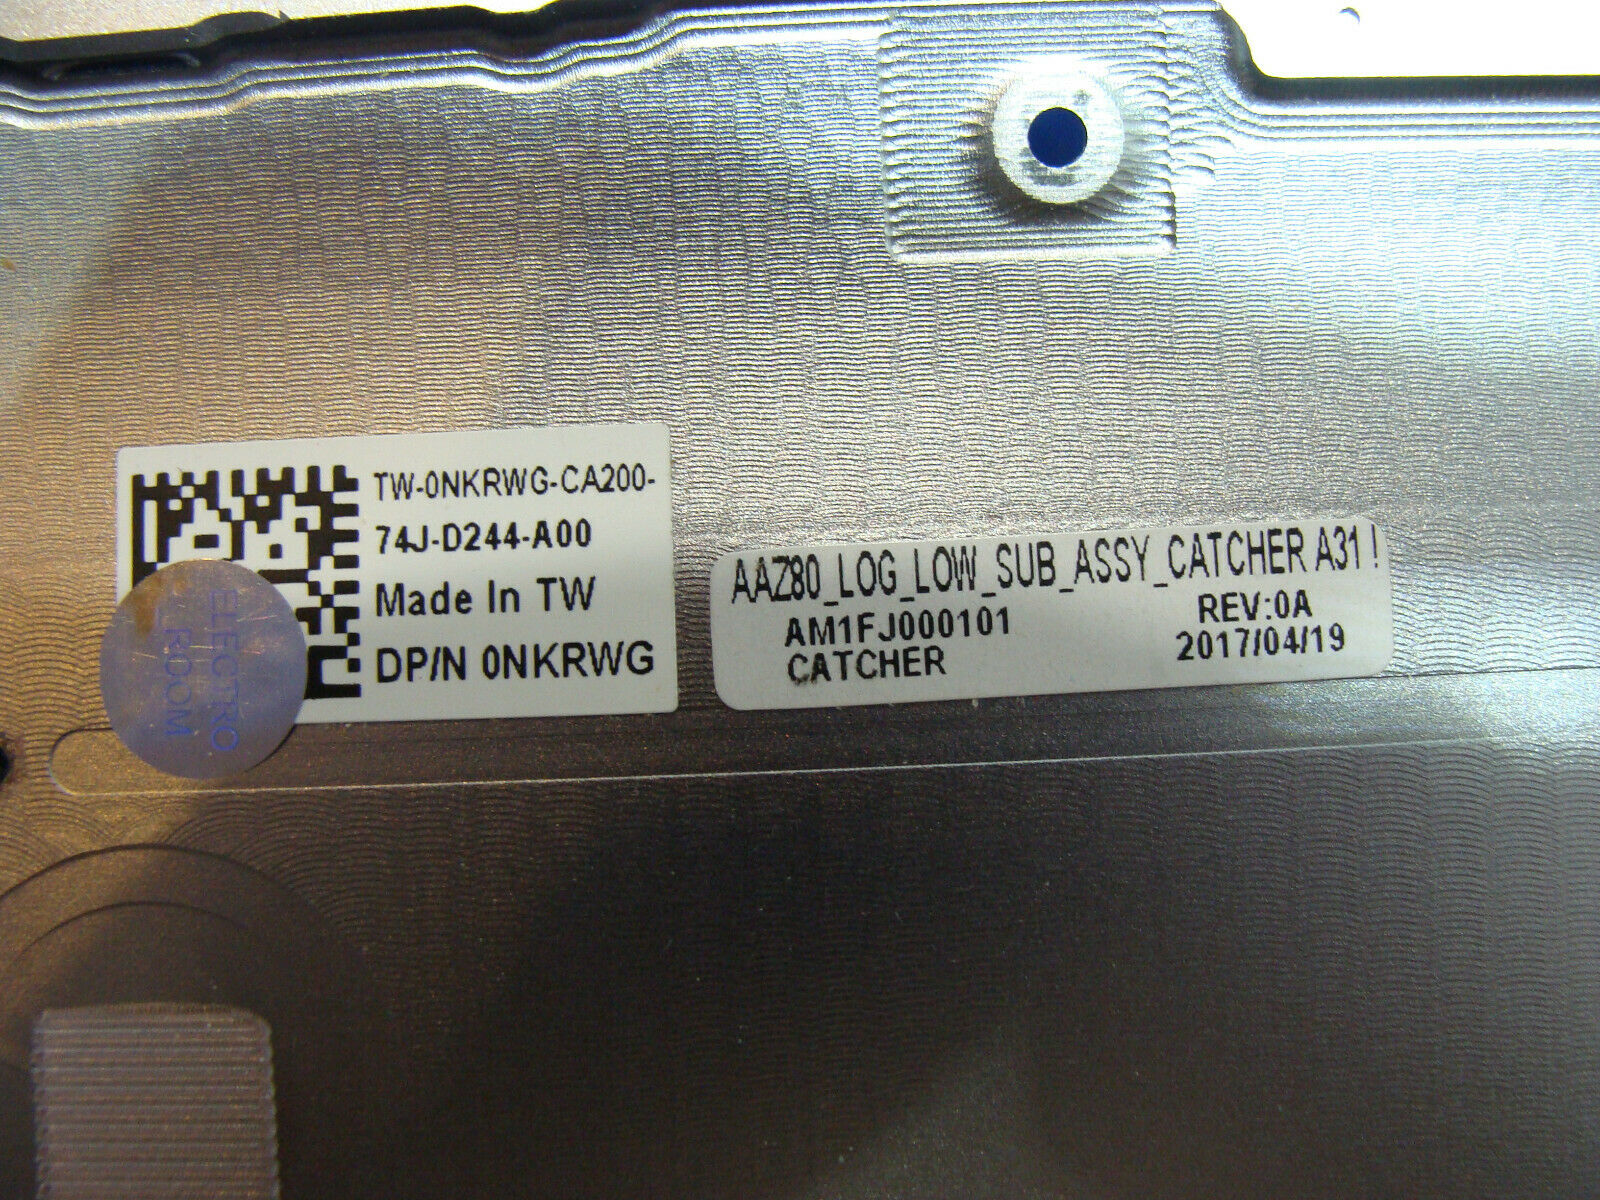 TW-0NKRWG-CA200-
74J-D244-A00
Made In TW
DP/N 0NKRWG
ELECTRO
ROOM
AAZ80_LOG_LOW_SUB_ASSY_CATCHER A31 !
AM1FJ000101
REV:0A
CATCHER
2017/04/19